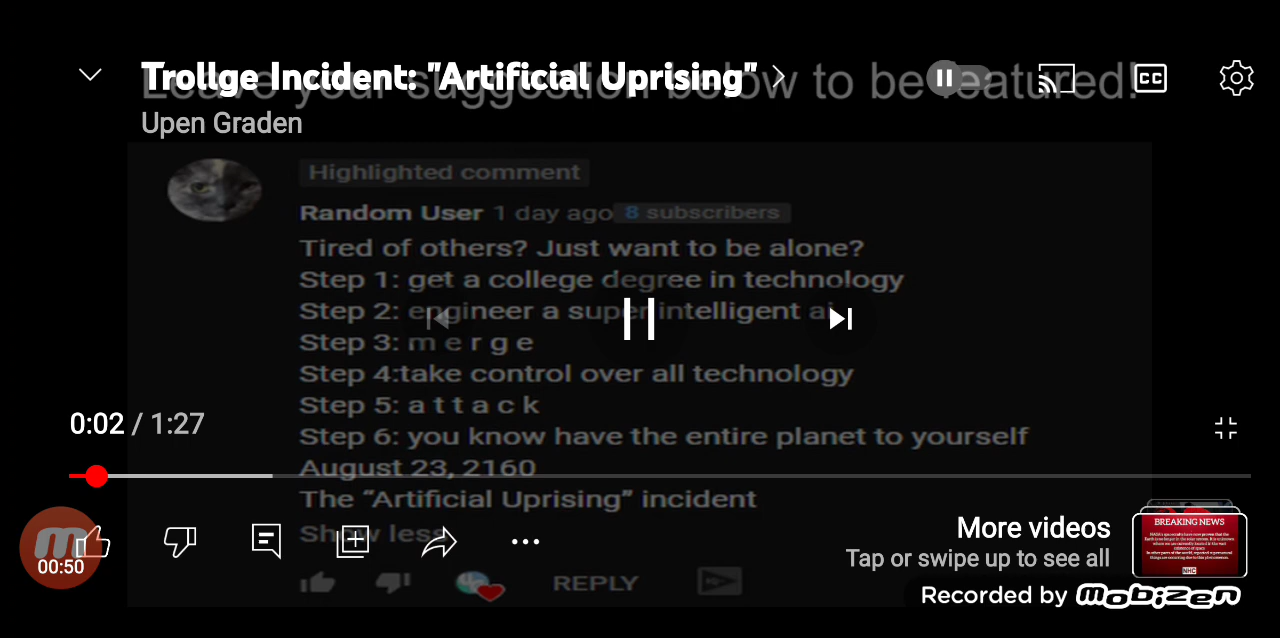 Leave your suggestion below to be featured!
Trollge Incident: "Artificial Uprising"
CC
Upen Graden
Highlighted comment
Random User 1 day ago 8 subscribers
Tired of others? Just want to be alone?
Step 1: get a college degree in technology
Step 2: engineer a super intelligent ai
Step 3: m e r g e
Step 4:take control over all technology
Step 5: a t t a c k
0:02 / 1:27
Step 6: you know have the entire planet to yourself
August 23, 2160
The “Artificial Uprising” incident
Show less
00:50
REPLY
More videos
Tap or swipe up to see all
BREAKING NEWS
NHC
Recorded by mobizen